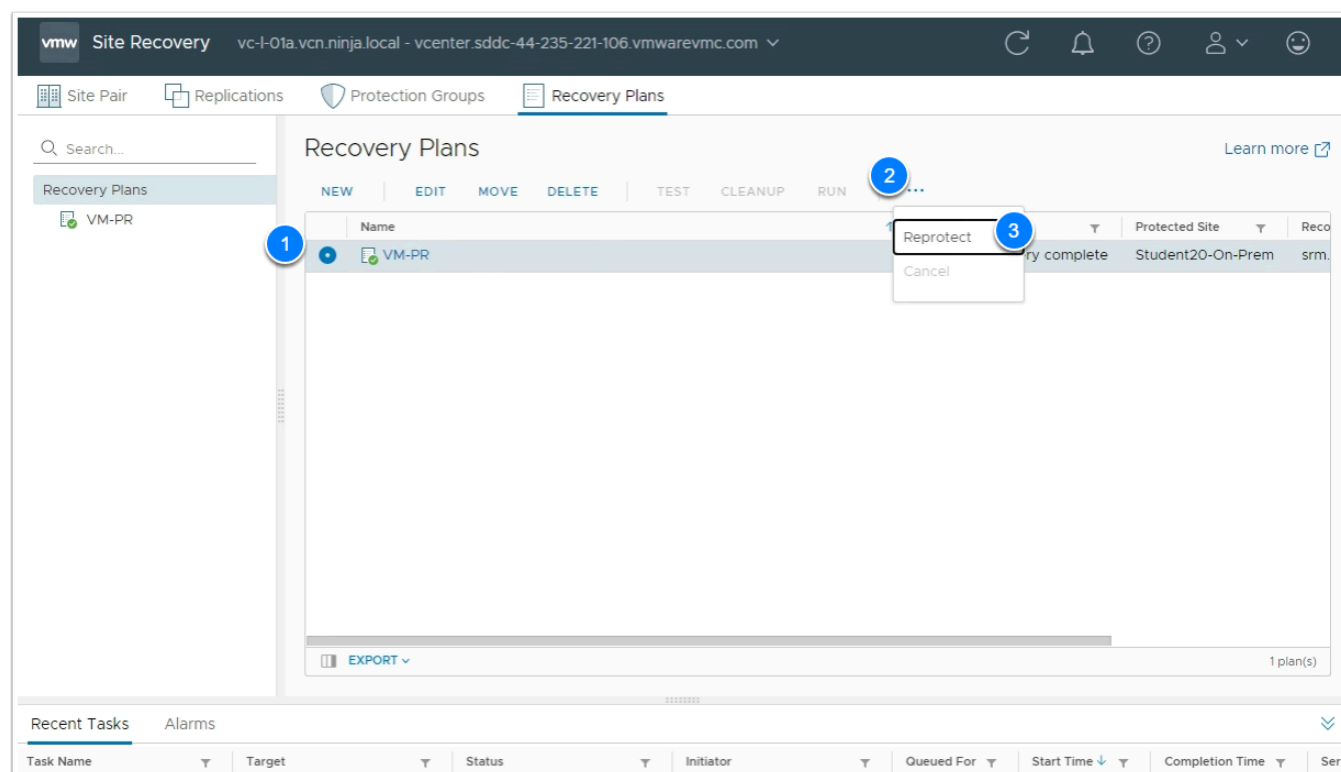 vmw Site Recovery vc-l-01a.vcn.ninja.local - vcenter.sddc-44-235-221-106.vmwarevmc.com
Site Pair Replications Protection Groups Recovery Plans
Search...
Recovery Plans
VM-PR
Recovery Plans
Learn more
NEW EDIT MOVE DELETE TEST CLEANUP RUN 2 ...
Name Protected Site Reco
1 VM-PR ry complete Student20-On-Prem srm.
Reprotect 3
Cancel
EXPORT 1 plan(s)
Recent Tasks Alarms
Task Name Target Status Initiator Queued For Start Time Completion Time Ser